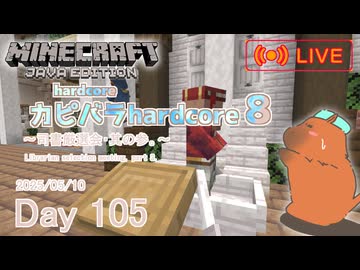 MINECRAFT
JAVA EDITION
LIVE
hardcore
カピバラhardcore8
～司書厳選会・其の参。～
Librarian selection meeting, part 3.
2025/05/10
Day 105